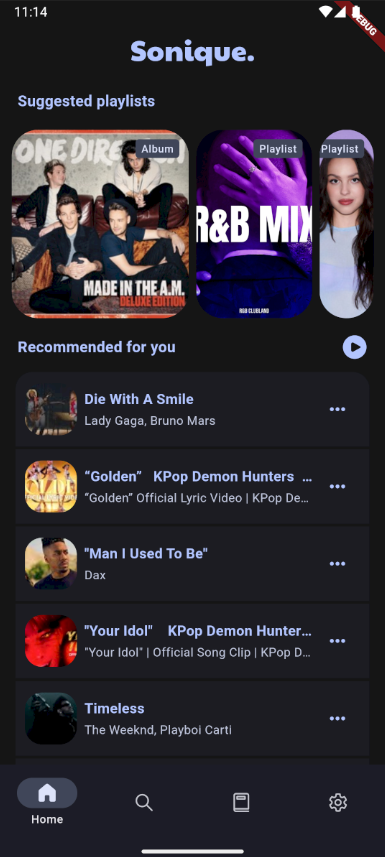 11:14
DEBUG
Sonique.
Suggested playlists
ONE DIRECTION
Album
MADE IN THE A.M.
DELUXE EDITION
Playlist
R&B MIX
R&B CLUBLAND
Playlist
Recommended for you
Die With A Smile
Lady Gaga, Bruno Mars
“Golden” KPop Demon Hunters ...
“Golden” Official Lyric Video | KPop De...
"Man I Used To Be"
Dax
"Your Idol" KPop Demon Hunter...
"Your Idol" | Official Song Clip | KPop D...
Timeless
The Weeknd, Playboi Carti
Home